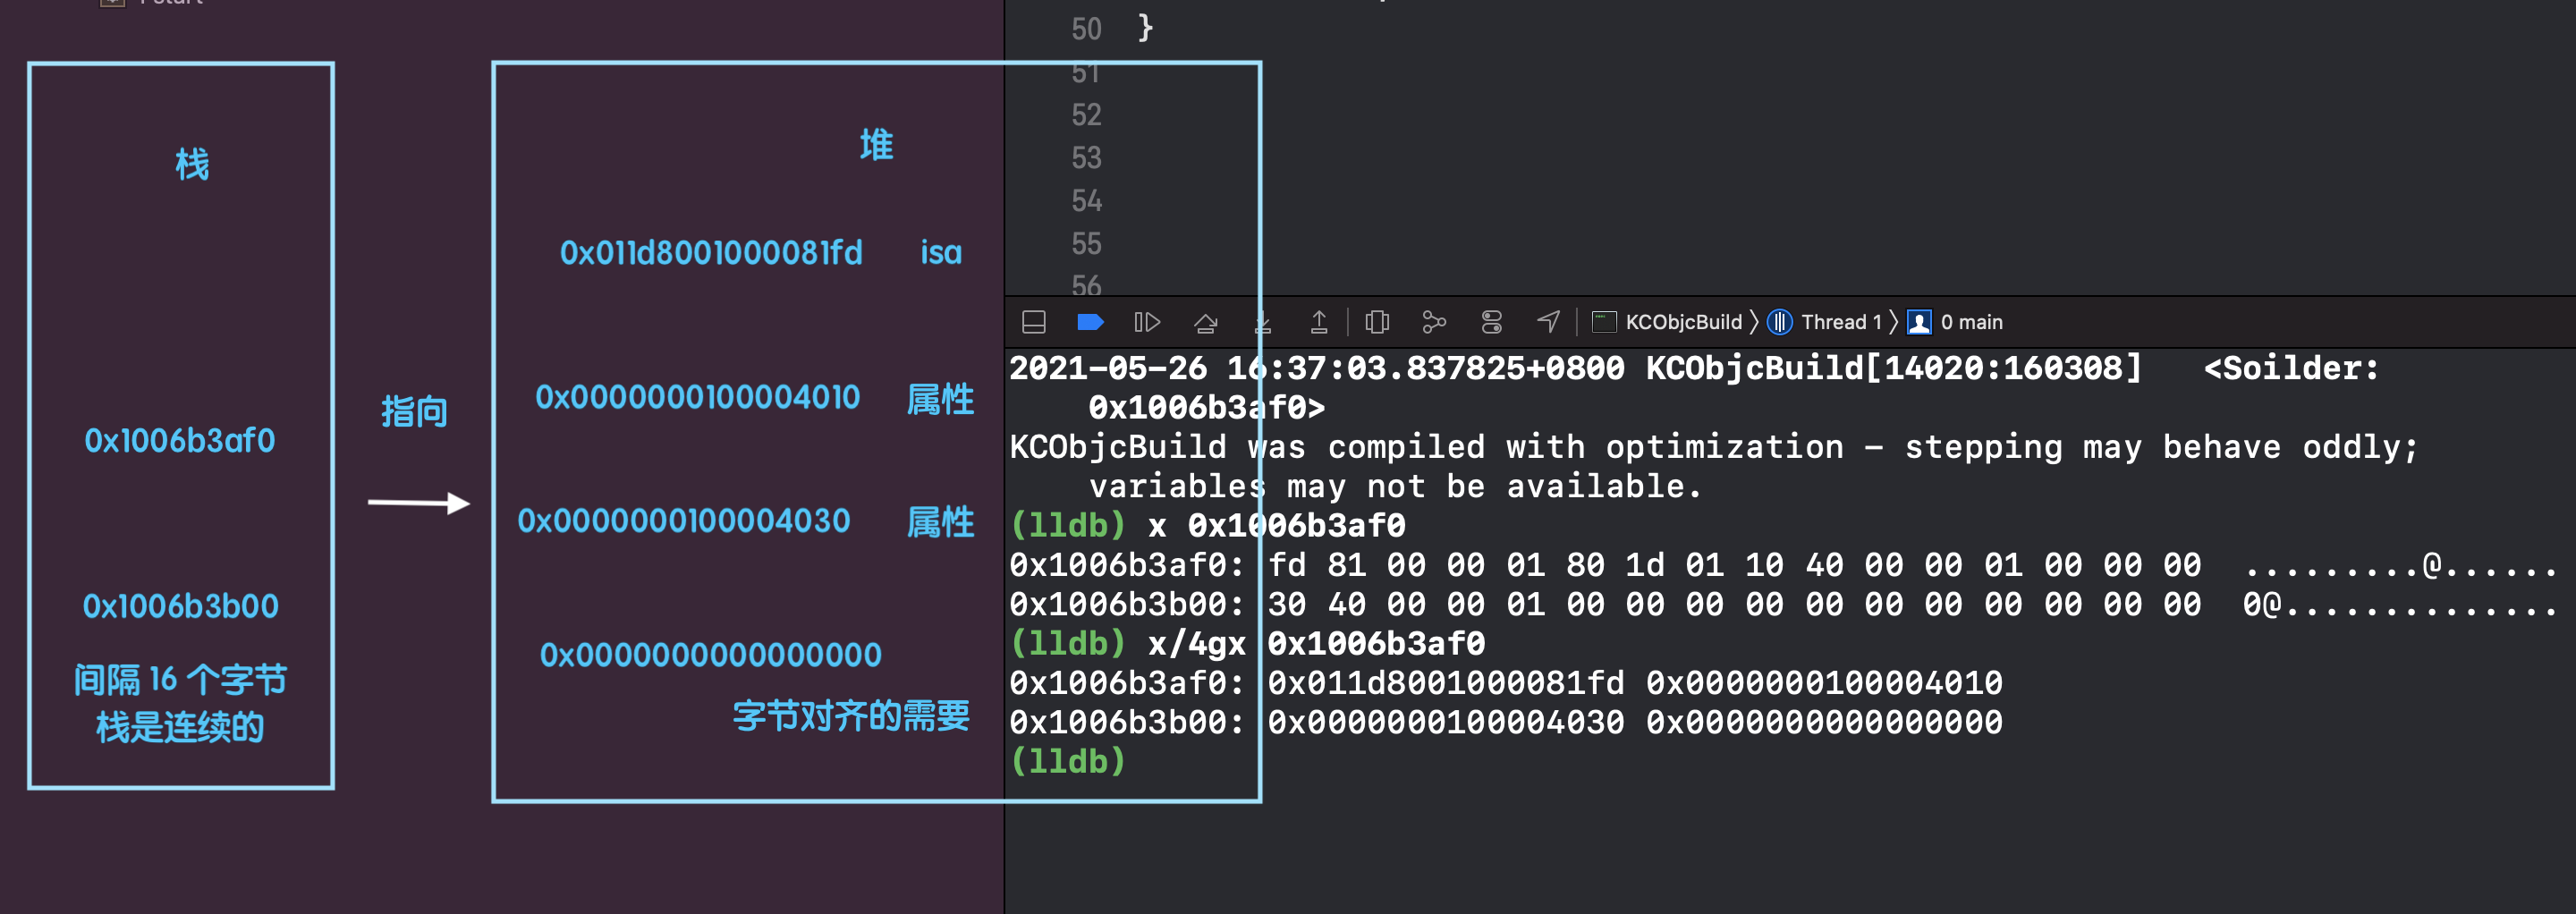 50 }
51
52
53
54
55
56
栈
0x1006b3af0
0x1006b3b00
间隔 16 个字节
栈是连续的
指向
堆
0x011d8001000081fd isa
0x0000000100004010 属性
0x0000000100004030 属性
0x0000000000000000
字节对齐的需要
KCObjcBuild 〉 Thread 1 〉 0 main
2021-05-26 16:37:03.837825+0800 KCObjcBuild[14020:160308] <Soilder:
0x1006b3af0>
KCObjcBuild was compiled with optimization - stepping may behave oddly;
variables may not be available.
(lldb) x 0x1006b3af0
0x1006b3af0: fd 81 00 00 01 80 1d 01 10 40 00 00 01 00 00 00 .........@......
0x1006b3b00: 30 40 00 00 01 00 00 00 00 00 00 00 00 00 00 00 0@..............
(lldb) x/4gx 0x1006b3af0
0x1006b3af0: 0x011d8001000081fd 0x0000000100004010
0x1006b3b00: 0x0000000100004030 0x0000000000000000
(lldb)